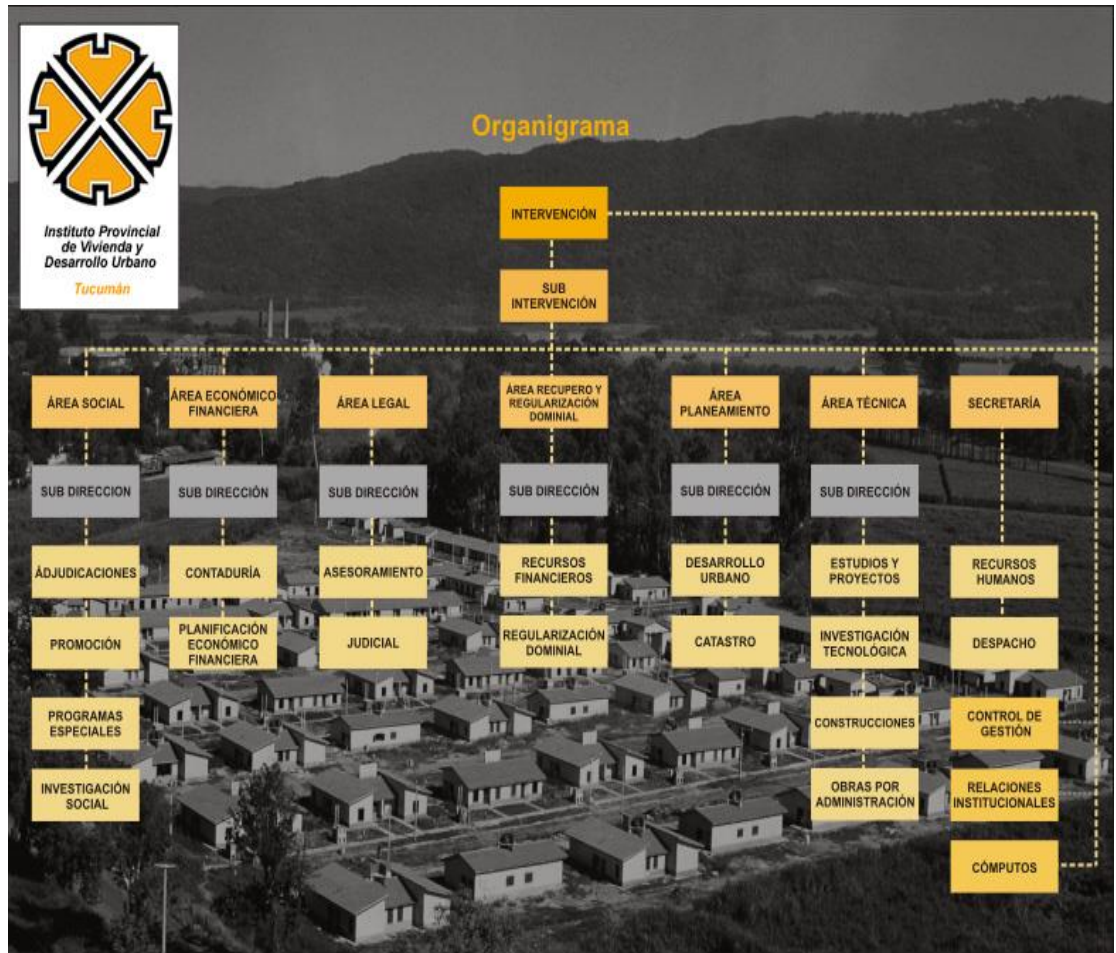 Instituto Provincial
de Vivienda y
Desarrollo Urbano
Tucumán
Organigrama
INTERVENCIÓN
SUB
INTERVENCIÓN
ÁREA SOCIAL
ÁREA ECONÓMICO
FINANCIERA
ÁREA LEGAL
ÁREA RECUPERO Y
REGULARIZACIÓN
DOMINIAL
ÁREA
PLANEAMIENTO
ÁREA TÉCNICA
SECRETARÍA
SUB DIRECCION
SUB DIRECCIÓN
SUB DIRECCIÓN
SUB DIRECCIÓN
SUB DIRECCIÓN
SUB DIRECCIÓN
ADJUDICACIONES
CONTADURÍA
ASESORAMIENTO
RECURSOS
FINANCIEROS
DESARROLLO
URBANO
ESTUDIOS Y
PROYECTOS
RECURSOS
HUMANOS
PROMOCIÓN
PLANIFICACIÓN
ECONÓMICO
FINANCIERA
JUDICIAL
REGULARIZACIÓN
DOMINIAL
CATASTRO
INVESTIGACIÓN
TECNOLÓGICA
DESPACHO
PROGRAMAS
ESPECIALES
CONSTRUCCIONES
CONTROL DE
GESTIÓN
INVESTIGACIÓN
SOCIAL
OBRAS POR
ADMINISTRACIÓN
RELACIONES
INSTITUCIONALES
CÓMPUTOS